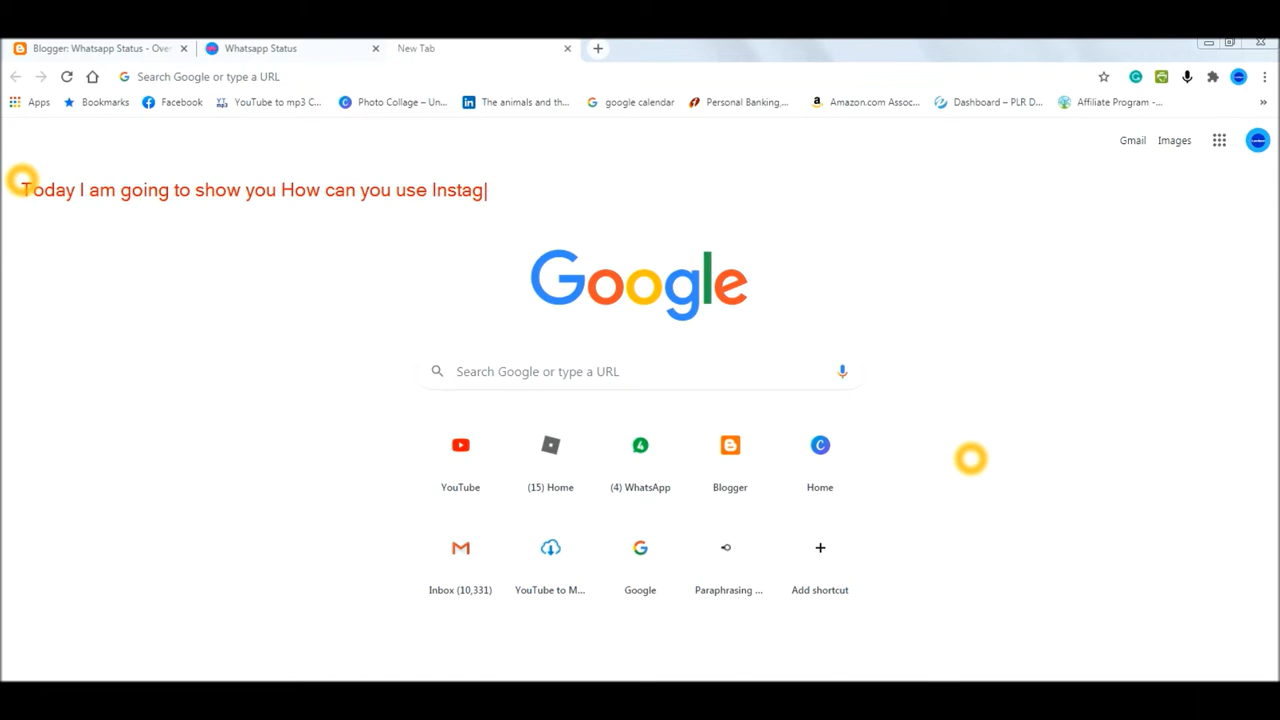 Blogger: Whatsapp Status - Over
Whatsapp Status
New Tab
Search Google or type a URL
Apps
Bookmarks
Facebook
YouTube to mp3 C...
Photo Collage – Un...
The animals and th...
google calendar
Personal Banking,...
Amazon.com Assoc...
Dashboard – PLR D...
Affiliate Program -...
Gmail
Images
Today I am going to show you How can you use Instag
Google
Search Google or type a URL
YouTube
(15) Home
(4) WhatsApp
Blogger
Home
Inbox (10,331)
YouTube to M...
Google
Paraphrasing ...
Add shortcut